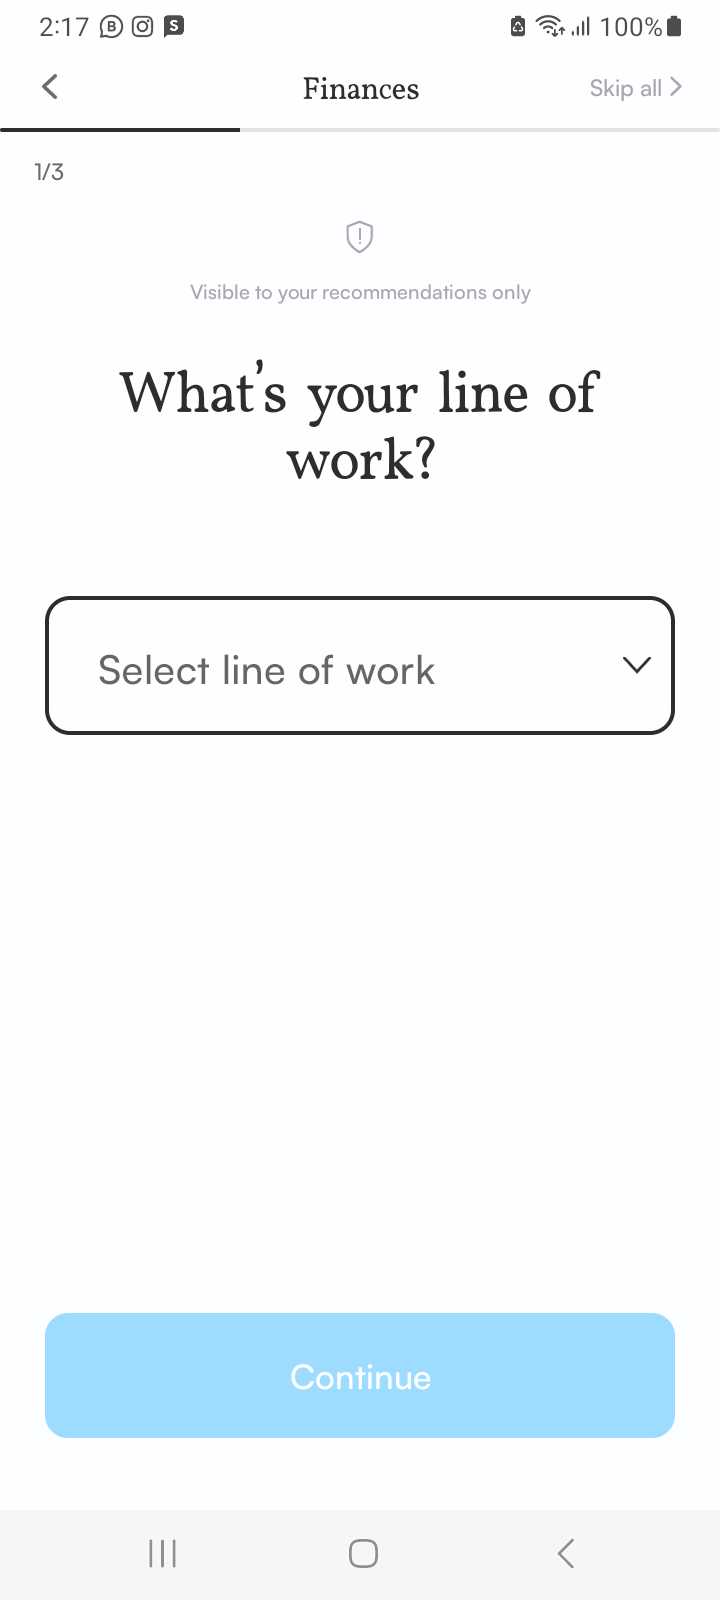 2:17 B S 100%
Finances
Skip all
1/3
Visible to your recommendations only
What's your line of
work?
Select line of work
Continue